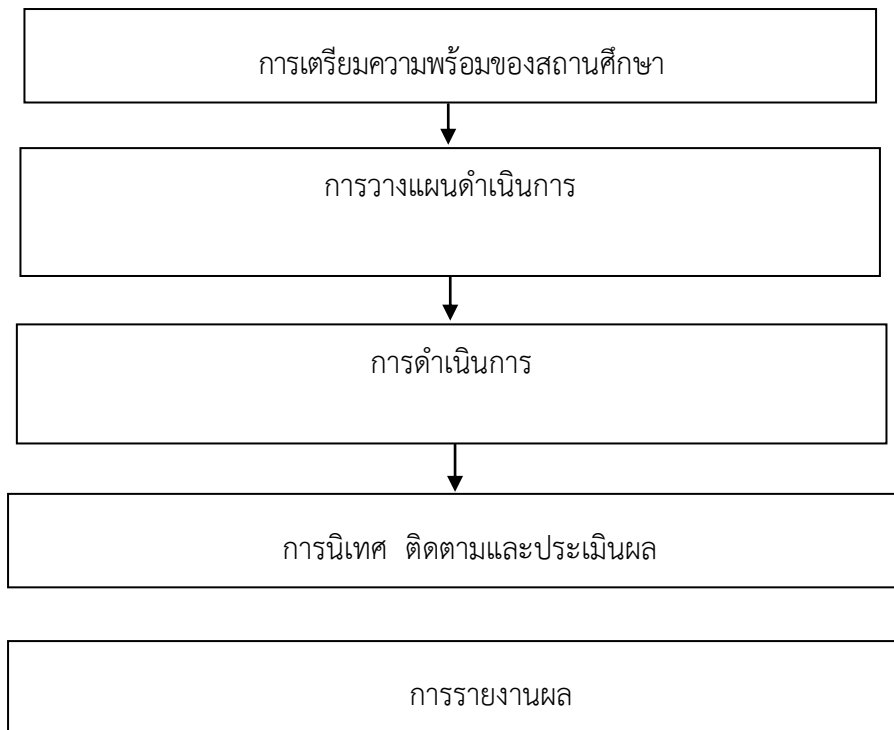 การเตรียมความพร้อมของสถานศึกษา
การวางแผนดำเนินการ
การดำเนินการ
การนิเทศ ติดตามและประเมินผล
การรายงานผล